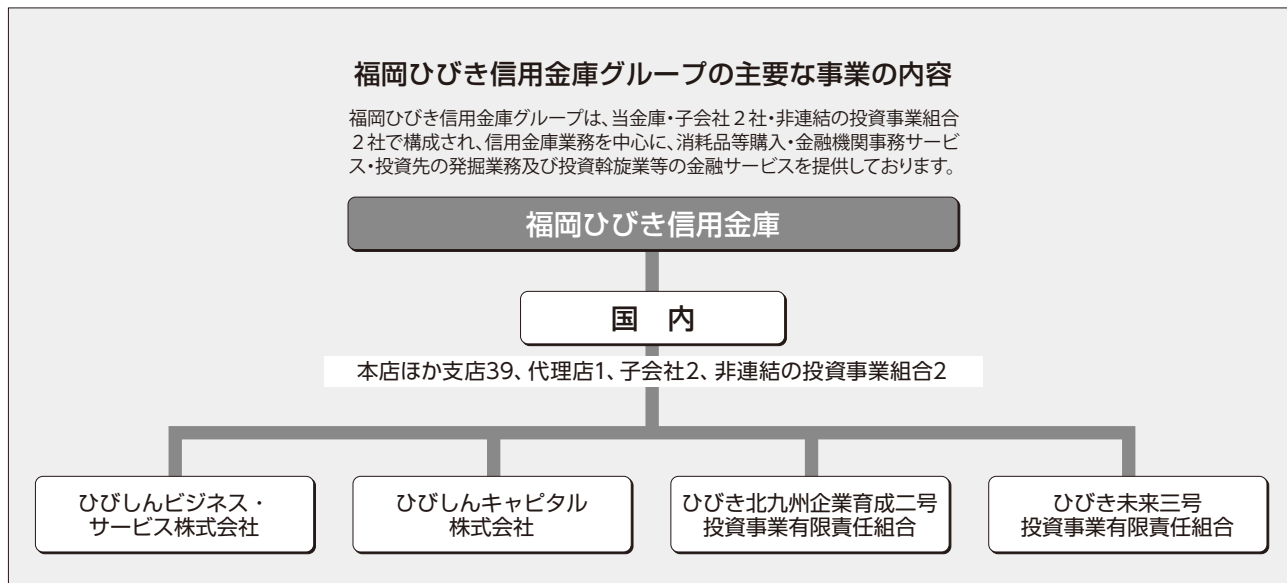 福岡ひびき信用金庫グループの主要な事業の内容
福岡ひびき信用金庫グループは、当金庫・子会社２社・非連結の投資事業組合
２社で構成され、信用金庫業務を中心に、消耗品等購入・金融機関事務サービ
ス・投資先の発掘業務及び投資斡旋業等の金融サービスを提供しております。
福岡ひびき信用金庫
国　内
本店ほか支店39、代理店1、子会社2、非連結の投資事業組合2
ひびしんビジネス・
サービス株式会社
ひびしんキャピタル
株式会社
ひびき北九州企業育成二号
投資事業有限責任組合
ひびき未来三号
投資事業有限責任組合